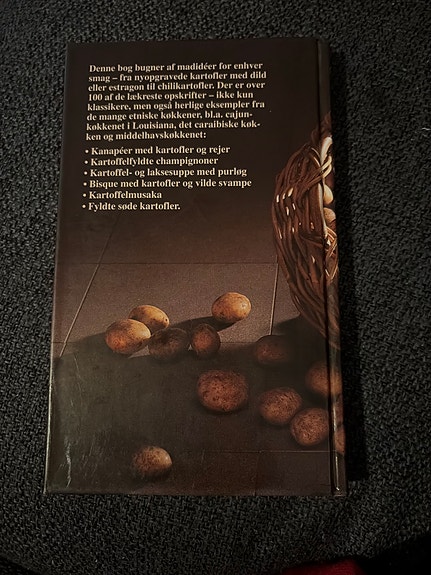 Denne bog bugner af madidéer for enhver
smag – fra nyopgravede kartofler med dild
eller estragon til chilikartofler. Der er over
100 af de lækreste opskrifter – ikke kun
klassikere, men også herlige eksempler fra
de mange etniske køkkener, bl.a. cajun-
køkkenet i Louisiana, det caraibiske køk-
ken og middelhavskøkkenet:
• Kanapéer med kartofler og rejer
• Kartoffelfyldte champignoner
• Kartoffel- og laksesuppe med purløg
• Bisque med kartofler og vilde svampe
• Kartoffelmusaka
• Fyldte søde kartofler.